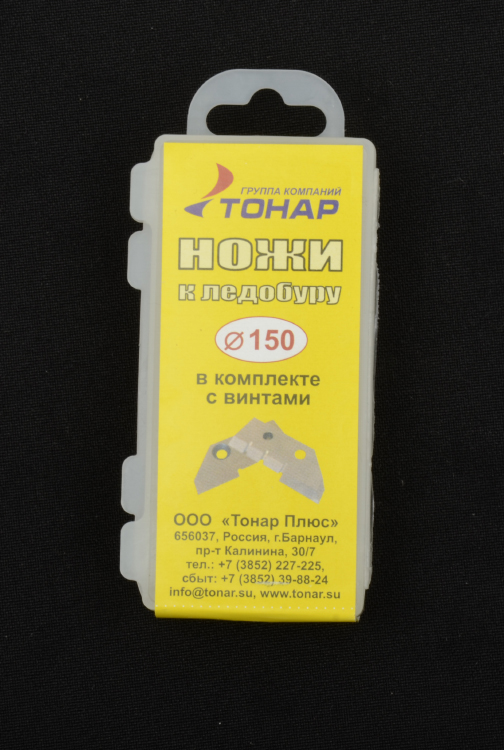 ГРУППА КОМПАНИЙ
ТОНАР
НОЖИ
к ледобуру
⌀150
в комплекте
с винтами
ООО «Тонар Плюс»
656037, Россия, г.Барнаул,
пр-т Калинина, 30/7
тел.: +7 (3852) 227-225,
сбыт: +7 (3852) 39-88-24
info@tonar.su, www.tonar.su